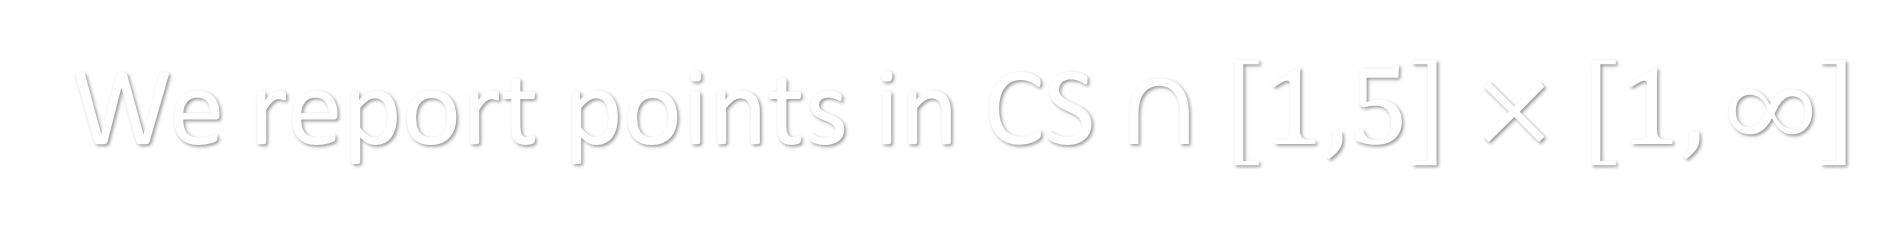 We report points in CS ∩ [1,5] × [1, ∞]